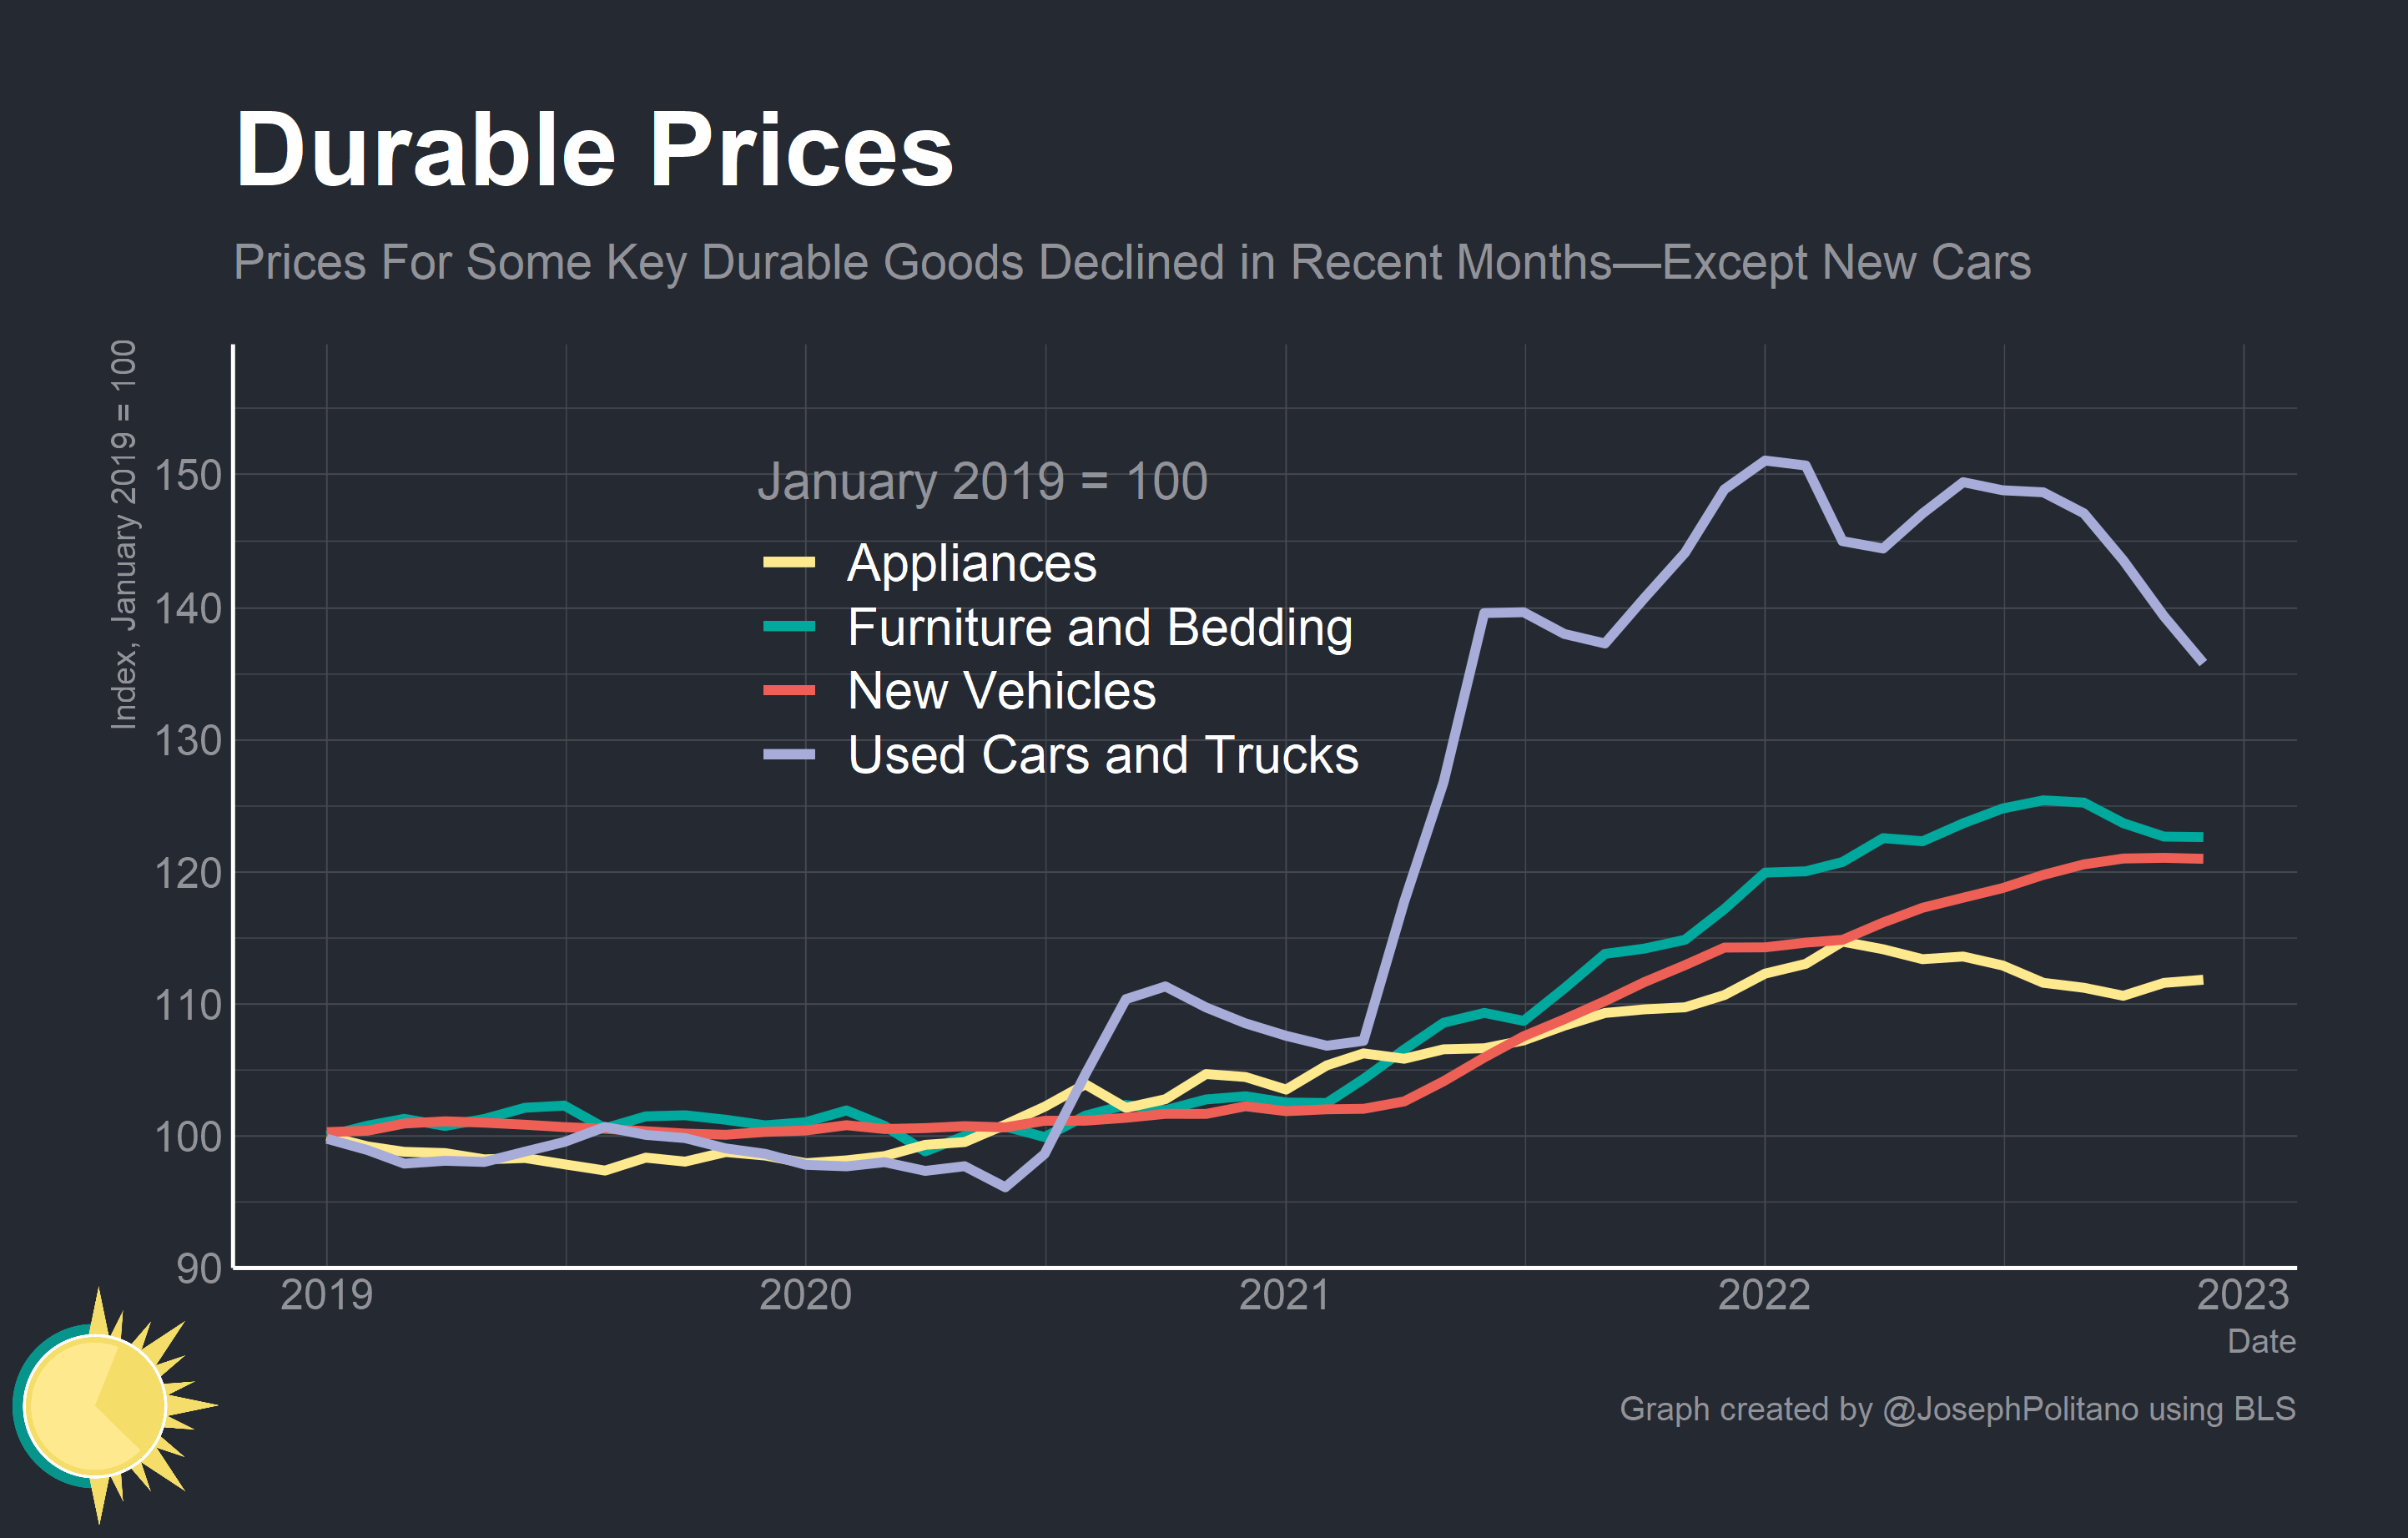 Durable Prices
Prices For Some Key Durable Goods Declined in Recent Months—Except New Cars
Index, January 2019 = 100
150
140
130
120
110
100
90
January 2019 = 100
Appliances
Furniture and Bedding
New Vehicles
Used Cars and Trucks
2019 2020 2021 2022 2023
Date
Graph created by @JosephPolitano using BLS